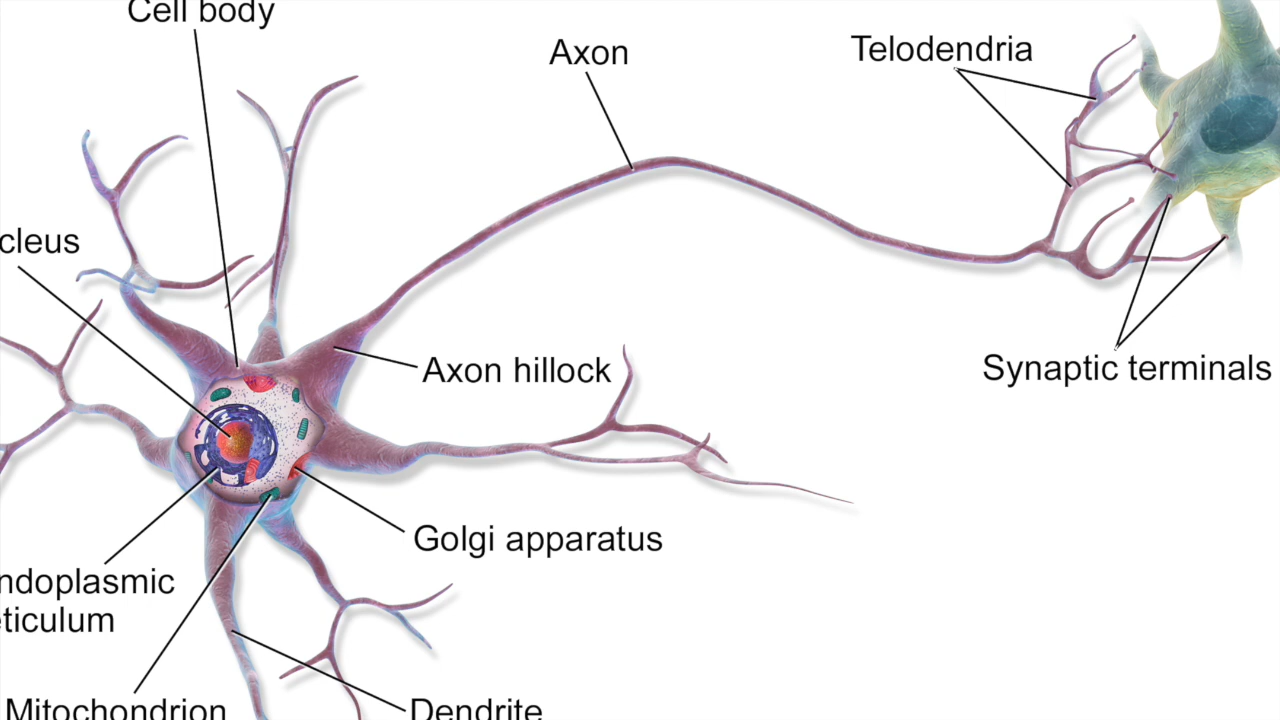 Cell body
Axon
Telodendria
cleus
Axon hillock
Synaptic terminals
Golgi apparatus
ndoplasmic
eticulum
Mitochondrion
Dendrite